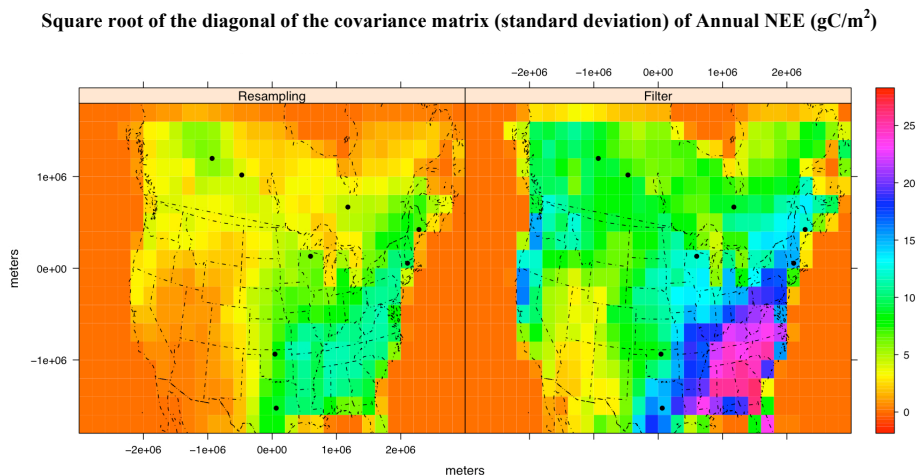 Square root of the diagonal of the covariance matrix (standard deviation) of Annual NEE (gC/m²)
−2e+06 −1e+06 0e+00 1e+06 2e+06
Resampling Filter
1e+06
0e+00
−1e+06
meters
25
20
15
10
5
0
−2e+06 −1e+06 0e+00 1e+06 2e+06
meters